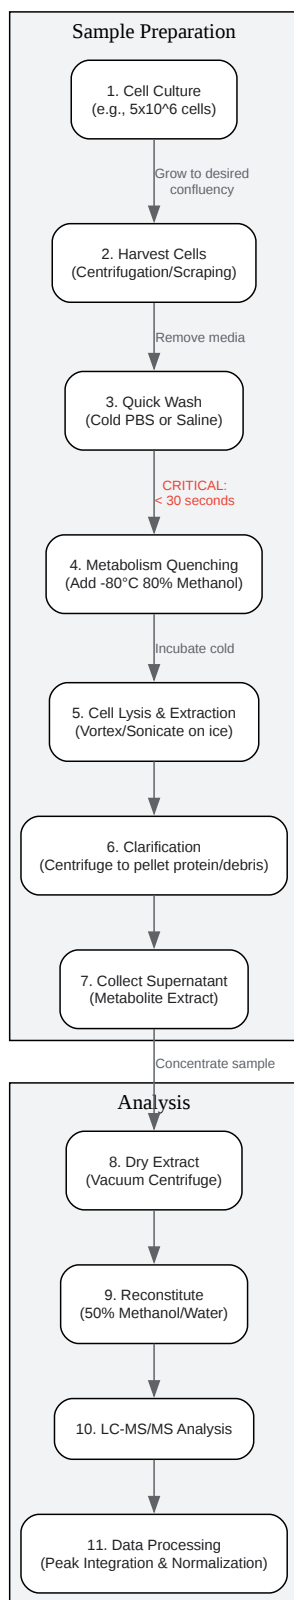 Sample Preparation
1. Cell Culture
(e.g., 5x10^6 cells)
Grow to desired
confluency
2. Harvest Cells
(Centrifugation/Scraping)
Remove media
3. Quick Wash
(Cold PBS or Saline)
CRITICAL:
< 30 seconds
4. Metabolism Quenching
(Add -80°C 80% Methanol)
Incubate cold
5. Cell Lysis & Extraction
(Vortex/Sonicate on ice)
6. Clarification
(Centrifuge to pellet protein/debris)
7. Collect Supernatant
(Metabolite Extract)
Concentrate sample
Analysis
8. Dry Extract
(Vacuum Centrifuge)
9. Reconstitute
(50% Methanol/Water)
10. LC-MS/MS Analysis
11. Data Processing
(Peak Integration & Normalization)